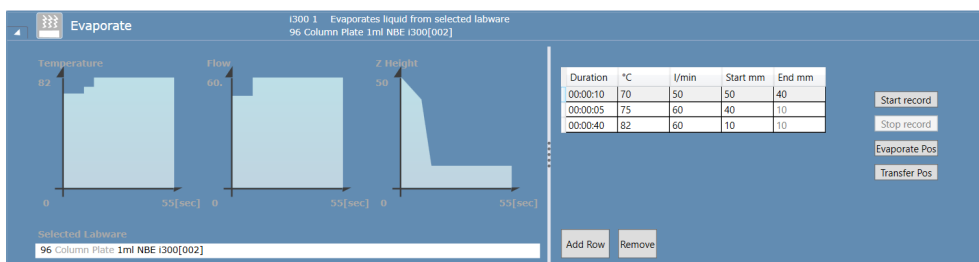 Evaporate
i300 1 Evaporates liquid from selected labware
96 Column Plate 1ml NBE i300[002]
Temperature
82
0
55[sec]
Flow
60.
0
55[sec]
Z Height
50
0
55[sec]
Selected Labware
96 Column Plate 1ml NBE i300[002]
Duration °C l/min Start mm End mm
00:00:10 70 50 50 40
00:00:05 75 60 40 10
00:00:40 82 60 10 10
Add Row Remove
Start record
Stop record
Evaporate Pos
Transfer Pos